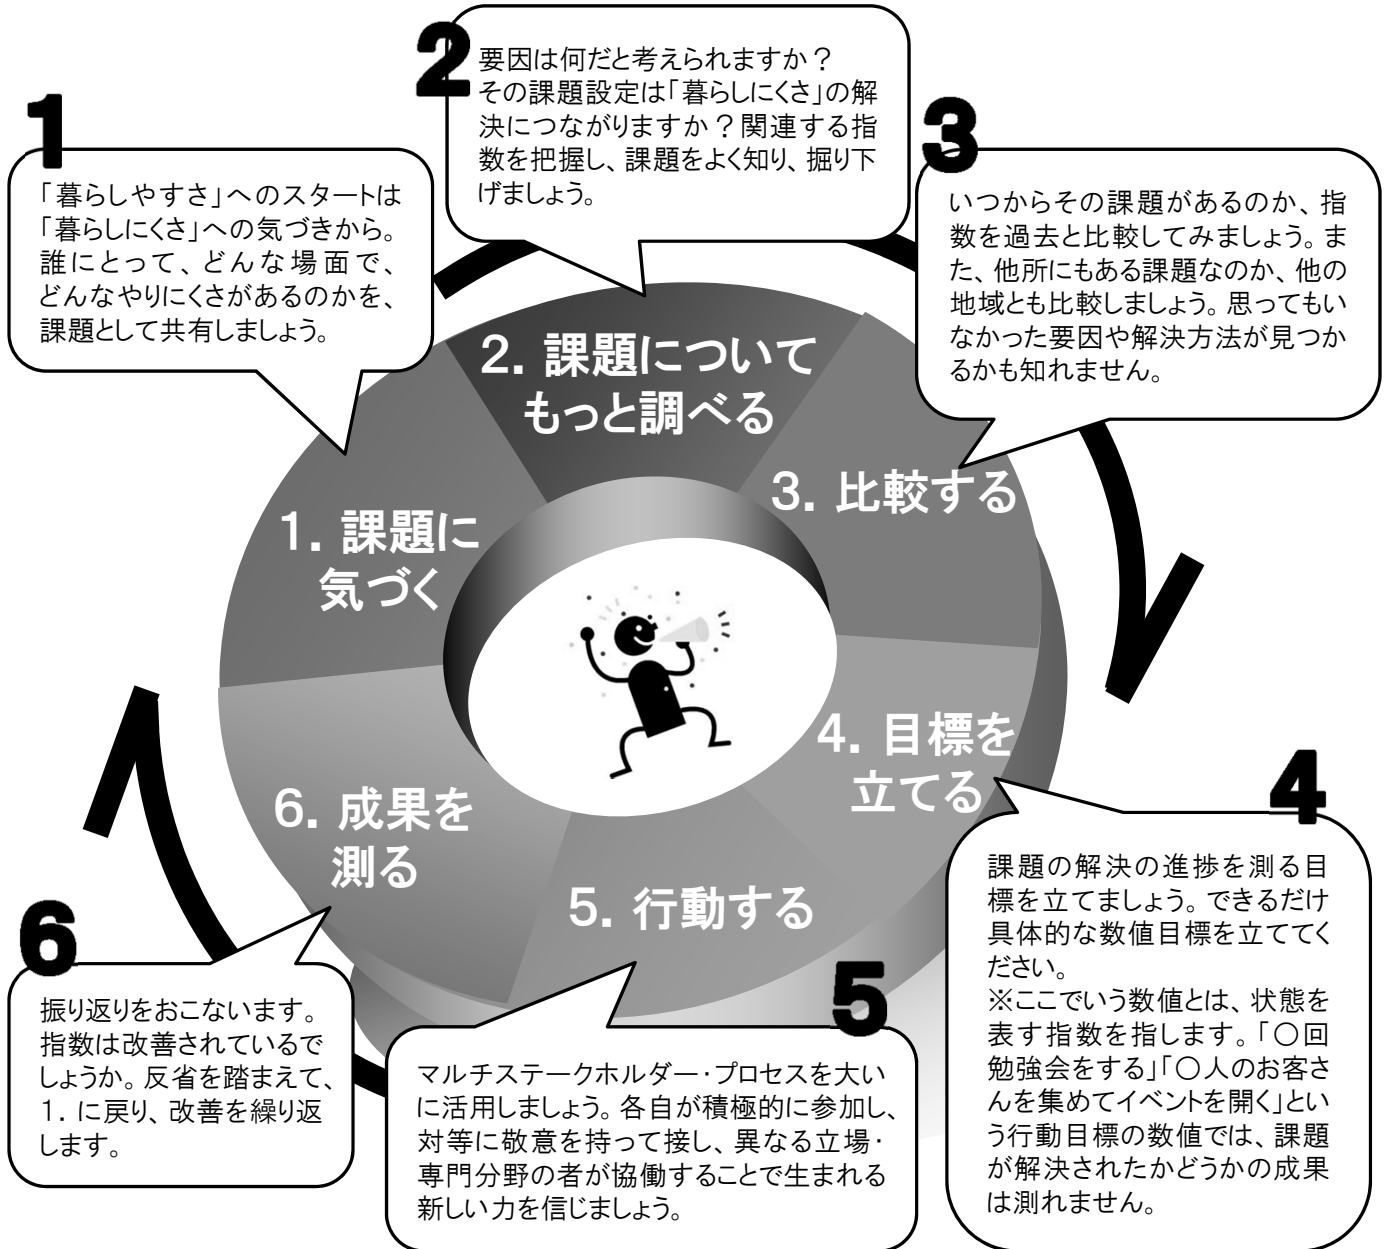 1
「暮らしやすさ」へのスタートは
「暮らしにくさ」への気づきから。
誰にとって、どんな場面で、
どんなやりにくさがあるのかを、
課題として共有しましょう。
2
要因は何だと考えられますか？
その課題設定は「暮らしにくさ」の解
決につながりますか？関連する指
数を把握し、課題をよく知り、掘り下
げましょう。
3
いつからその課題があるのか、指
数を過去と比較してみましょう。ま
た、他所にもある課題なのか、他の
地域とも比較しましょう。思ってもい
なかった要因や解決方法が見つか
るかも知れません。
1. 課題に
気づく
2. 課題について
もっと調べる
3. 比較する
4. 目標を
立てる
5. 行動する
6. 成果を
測る
4
課題の解決の進捗を測る目
標を立てましょう。できるだけ
具体的な数値目標を立ててく
ださい。
※ここでいう数値とは、状態を
表す指数を指します。「〇回
勉強会をする」「〇人のお客さ
んを集めてイベントを開く」とい
う行動目標の数値では、課題
が解決されたかどうかの成果
は測れません。
5
マルチステークホルダー・プロセスを大い
に活用しましょう。各自が積極的に参加し、
対等に敬意を持って接し、異なる立場・
専門分野の者が協働することで生まれる
新しい力を信じましょう。
6
振り返りをおこないます。
指数は改善されているで
しょうか。反省を踏まえて、
1. に戻り、改善を繰り返
します。